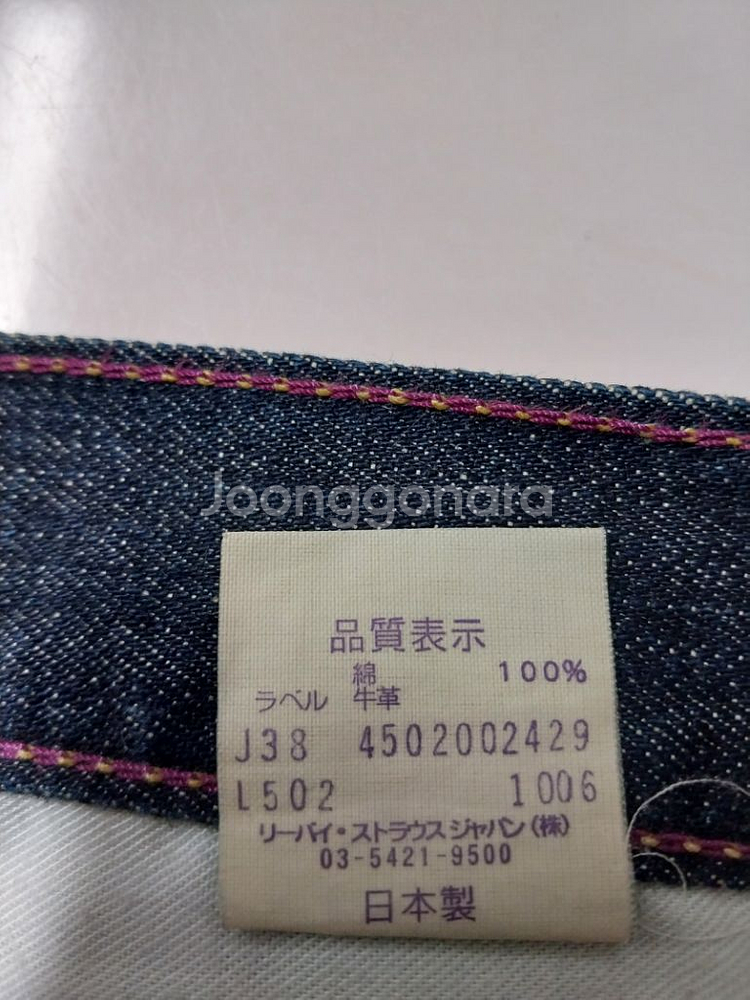 Joonggonara
品質表示
綿 100%
ラベル 牛革
J38 4502002429
L502 1006
リーバイ・ストラウスジャパン(株)
03-5421-9500
日本製